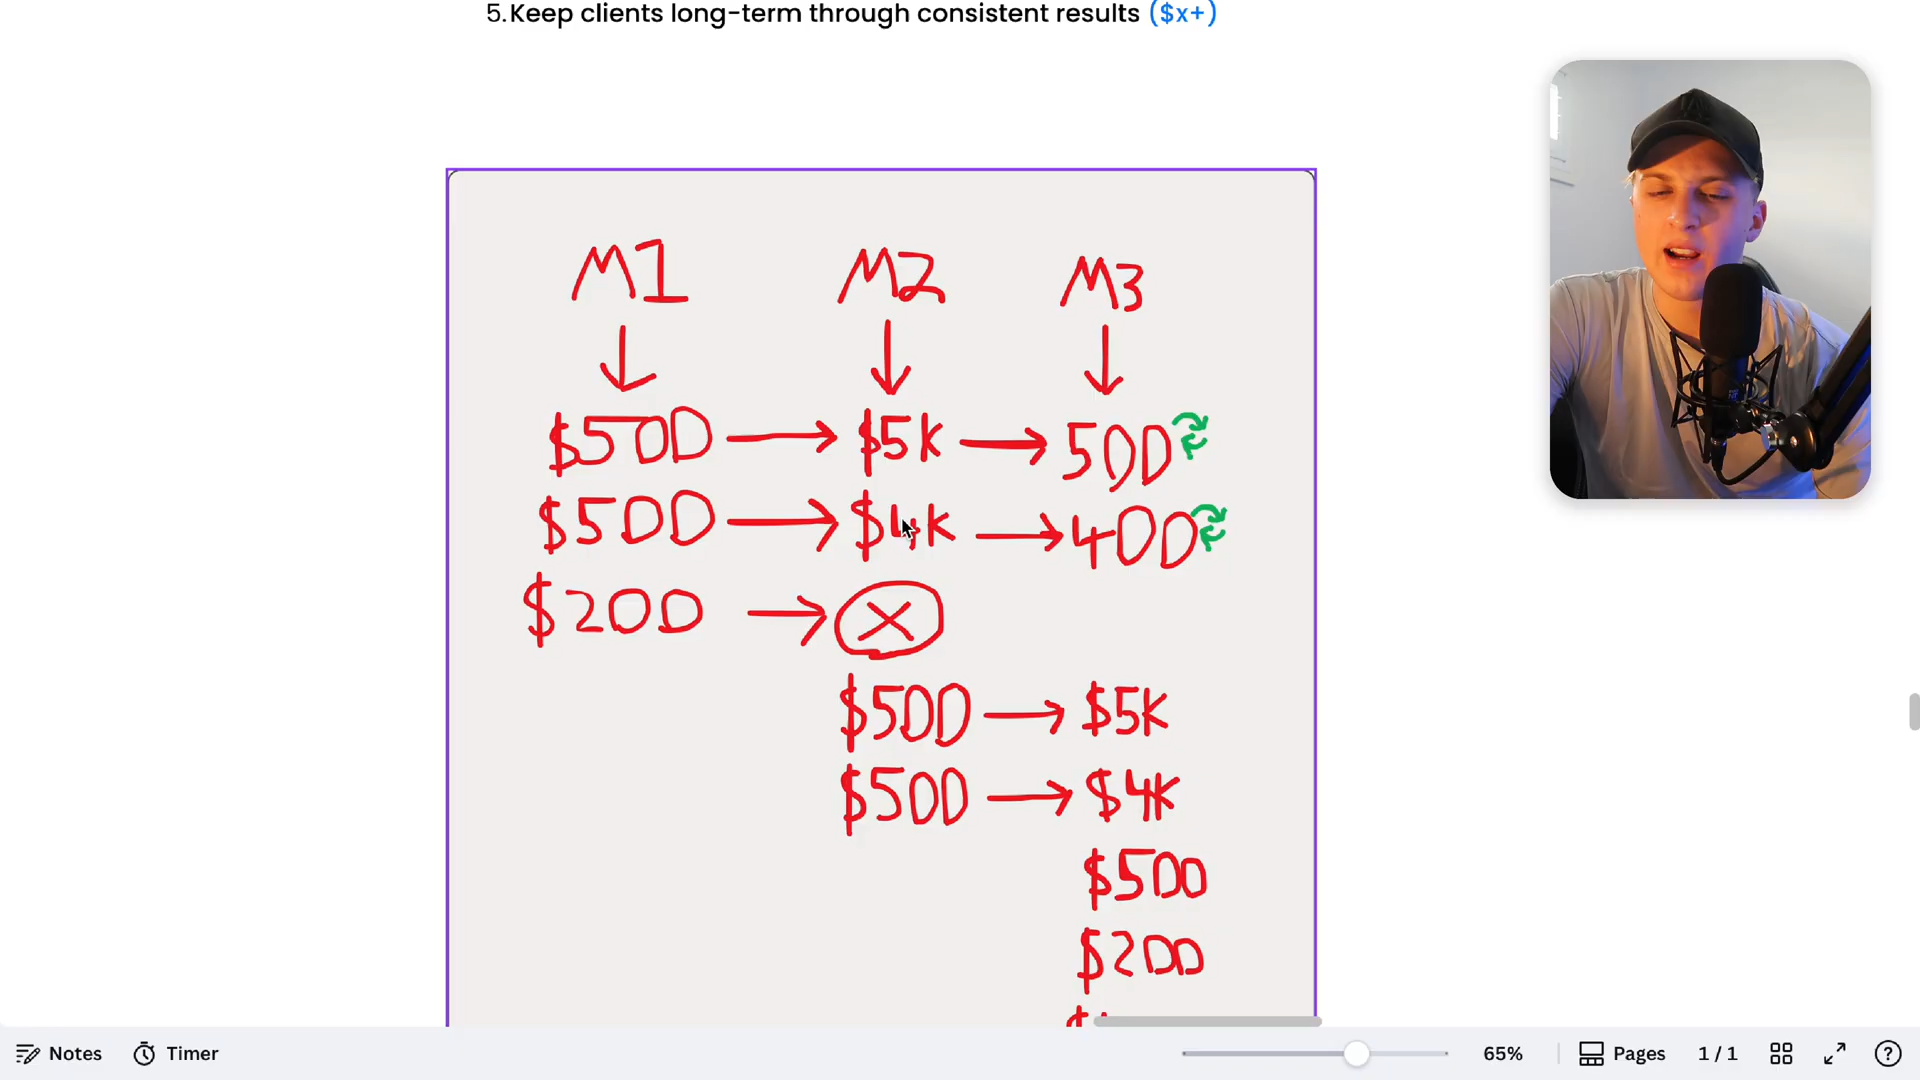 5. Keep clients long-term through consistent results ($x+)
M1 M2 M3
$500 $5K 500
$500 $4K 400
$200 X
$500 $5K
$500 $4K
$500
$200
Notes Timer 65% Pages 1 / 1